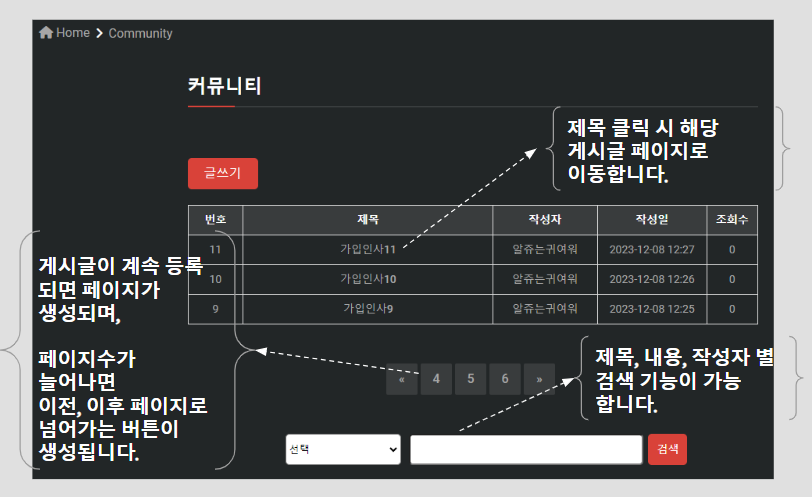 Home > Community
커뮤니티
제목 클릭 시 해당
게시글 페이지로
이동합니다.
글쓰기
번호 제목 작성자 작성일 조회수
11 가입인사11 알쥬는귀여워 2023-12-08 12:27 0
10 가입인사10 알쥬는귀여워 2023-12-08 12:26 0
9 가입인사9 알쥬는귀여워 2023-12-08 12:25 0
게시글이 계속 등록
되면 페이지가
생성되며,
페이지수가
늘어나면
이전, 이후 페이지로
넘어가는 버튼이
생성됩니다.
« 4 5 6 »
제목, 내용, 작성자 별
검색 기능이 가능
합니다.
선택 검색